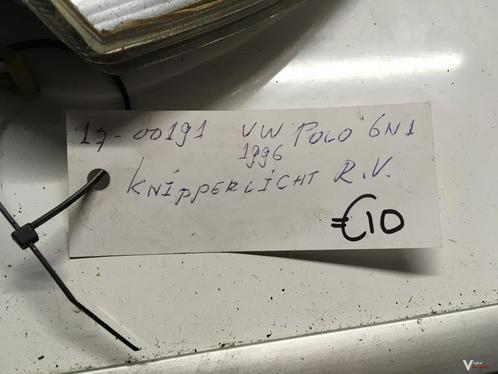 17-00191 VW POLO 6N1
1996
KNIPPERLICHT R.V.
€10